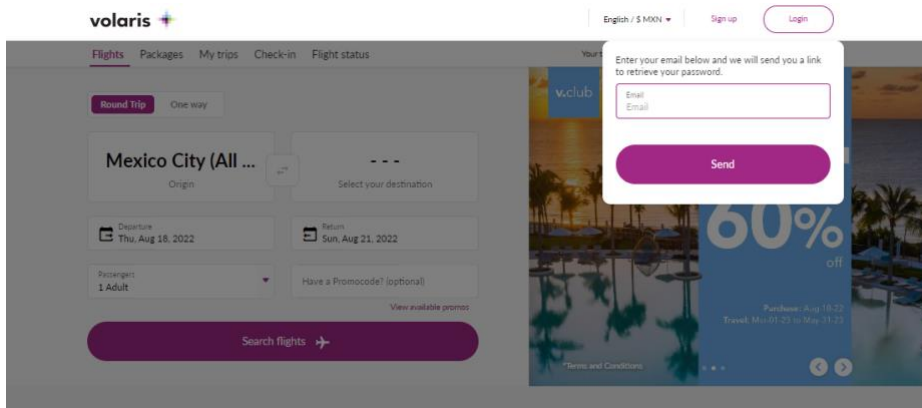 volaris
English / $ MXN
Sign up
Login
Flights
Packages
My trips
Check-in
Flight status
Your t
Enter your email below and we will send you a link
to retrieve your password.
Email
Email
Send
Round Trip
One way
Mexico City (All ...
Origin
- - -
Select your destination
Departure
Thu, Aug 18, 2022
Return
Sun, Aug 21, 2022
Passengers
1 Adult
Have a Promocode? (optional)
View available promos
Search flights
v.club
60%
off
Purchase: Aug-18-22
Travel: Mar-01-23 to May-31-23
*Terms and Conditions